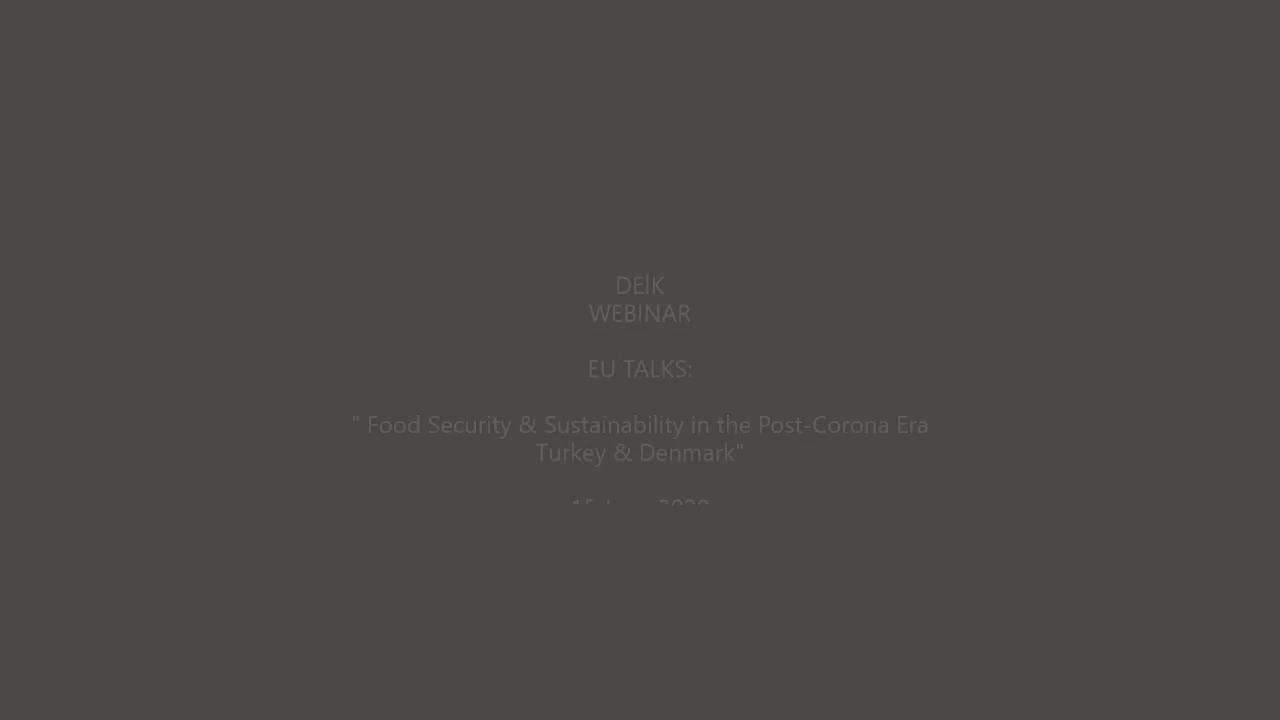 DEİK
WEBINAR
EU TALKS:
" Food Security & Sustainability in the Post-Corona Era
Turkey & Denmark"